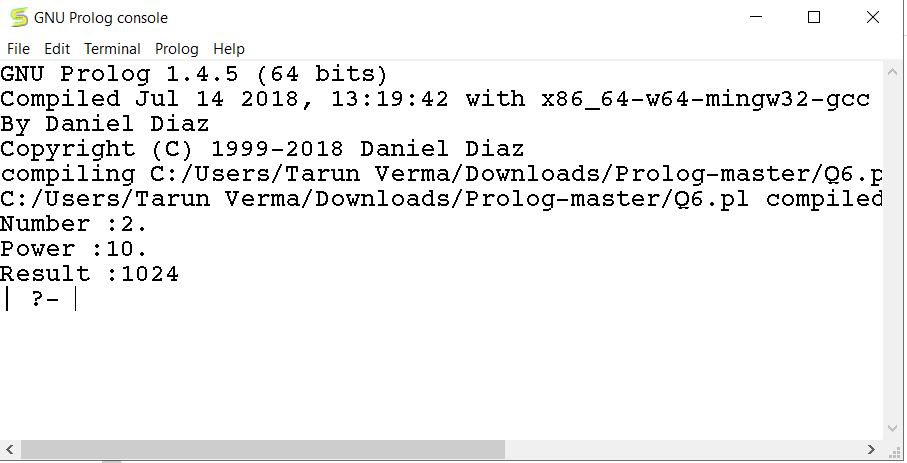 GNU Prolog console
File Edit Terminal Prolog Help
GNU Prolog 1.4.5 (64 bits)
Compiled Jul 14 2018, 13:19:42 with x86_64-w64-mingw32-gcc
By Daniel Diaz
Copyright (C) 1999-2018 Daniel Diaz
compiling C:/Users/Tarun Verma/Downloads/Prolog-master/Q6.p
C:/Users/Tarun Verma/Downloads/Prolog-master/Q6.pl compiled
Number :2.
Power :10.
Result :1024
| ?-